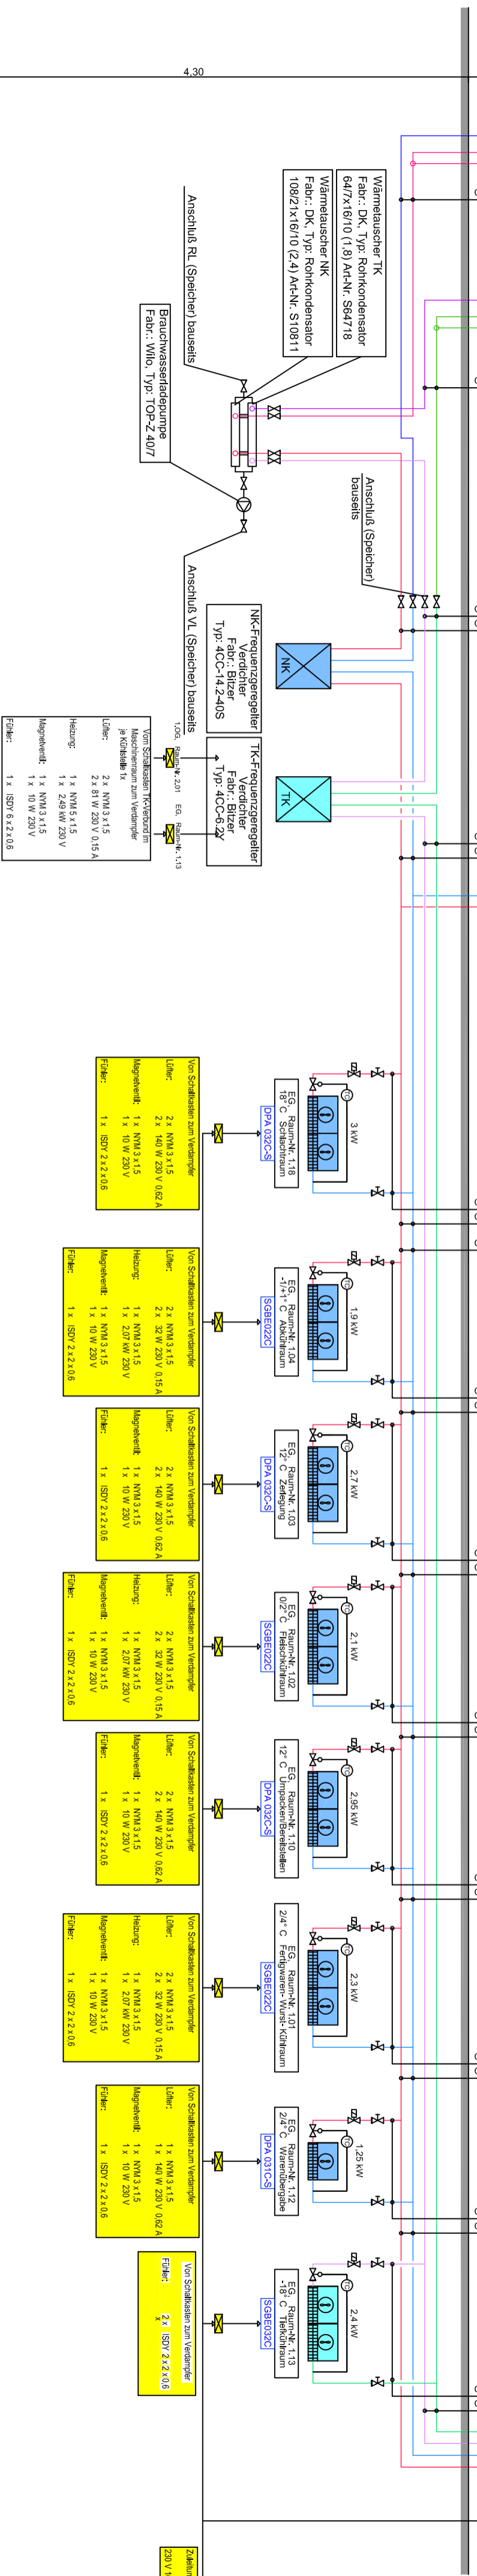 4,30
Wärmetauscher TK
Fabr.: DK, Typ: Rohrkondensator
64/7x16/10 (1,8) Art-Nr. S64718
Wärmetauscher NK
Fabr.: DK, Typ: Rohrkondensator
108/21x16/10 (2,4) Art-Nr. S10811
Anschluß RL (Speicher) bauseits
Brauchwasserladepumpe
Fabr.: Wilo, Typ: TOP-Z 40/7
Anschluß (Speicher)
bauseits
Anschluß VL (Speicher) bauseits
NK-Frequenzgeregelter
Verdichter
Fabr.: Bitzer
Typ: 4CC-14.2-40S
NK
TK-Frequenzgeregelter
Verdichter
Fabr.: Bitzer
Typ: 4CC-6.2Y
TK
1.OG, Raum-Nr. 2.01
EG, Raum-Nr. 1.13
Vom Schaltkasten TK-Verbund im
Maschinenraum zum Verdampfer
je Kühlstelle 1x
Lüfter: 2 x NYM 3 x 1,5
2 x 81 W 230 V 0,15 A
Heizung: 1 x NYM 5 x 1,5
1 x 2,49 kW 230 V
Magnetventil: 1 x NYM 3 x 1,5
1 x 10 W 230 V
Fühler: 1 x ISDY 6 x 2 x 0,6
3 kW
TC
EG, Raum-Nr. 1.18
18° C Schlachtraum
DPA 032C-S
Von Schaltkasten zum Verdampfer
Lüfter: 2 x NYM 3 x 1,5
2 x 140 W 230 V 0,62 A
Magnetventil: 1 x NYM 3 x 1,5
1 x 10 W 230 V
Fühler: 1 x ISDY 2 x 2 x 0,6
1,9 kW
TC
EG, Raum-Nr. 1.04
-1/+1° C Abkühlraum
SGBE022C
Von Schaltkasten zum Verdampfer
Lüfter: 2 x NYM 3 x 1,5
2 x 32 W 230 V 0,15 A
Heizung: 1 x NYM 3 x 1,5
1 x 2,07 kW 230 V
Magnetventil: 1 x NYM 3 x 1,5
1 x 10 W 230 V
Fühler: 1 x ISDY 2 x 2 x 0,6
2,7 kW
TC
EG, Raum-Nr. 1.03
12° C Zerlegung
DPA 032C-S
Von Schaltkasten zum Verdampfer
Lüfter: 2 x NYM 3 x 1,5
2 x 140 W 230 V 0,62 A
Magnetventil: 1 x NYM 3 x 1,5
1 x 10 W 230 V
Fühler: 1 x ISDY 2 x 2 x 0,6
2,1 kW
TC
EG, Raum-Nr. 1.02
0/2° C Fleischkühlraum
SGBE022C
Von Schaltkasten zum Verdampfer
Lüfter: 2 x NYM 3 x 1,5
2 x 32 W 230 V 0,15 A
Heizung: 1 x NYM 3 x 1,5
1 x 2,07 kW 230 V
Magnetventil: 1 x NYM 3 x 1,5
1 x 10 W 230 V
Fühler: 1 x ISDY 2 x 2 x 0,6
2,95 kW
TC
EG, Raum-Nr. 1.10
12° C Umpacken/Bereitstellen
DPA 032C-S
Von Schaltkasten zum Verdampfer
Lüfter: 2 x NYM 3 x 1,5
2 x 140 W 230 V 0,62 A
Magnetventil: 1 x NYM 3 x 1,5
1 x 10 W 230 V
Fühler: 1 x ISDY 2 x 2 x 0,6
2,3 kW
TC
EG, Raum-Nr. 1.01
2/4° C Fertigwaren- Wurst- Kühlraum
SGBE022C
Von Schaltkasten zum Verdampfer
Lüfter: 2 x NYM 3 x 1,5
2 x 32 W 230 V 0,15 A
Heizung: 1 x NYM 3 x 1,5
1 x 2,07 kW 230 V
Magnetventil: 1 x NYM 3 x 1,5
1 x 10 W 230 V
Fühler: 1 x ISDY 2 x 2 x 0,6
1,25 kW
TC
EG, Raum-Nr. 1.12
2/4° C Warenübergabe
DPA 031C-S
Von Schaltkasten zum Verdampfer
Lüfter: 1 x NYM 3 x 1,5
1 x 140 W 230 V 0,62 A
Magnetventil: 1 x NYM 3 x 1,5
1 x 10 W 230 V
Fühler: 1 x ISDY 2 x 2 x 0,6
2,4 kW
TC
EG, Raum-Nr. 1.13
-18° C Tiefkühlraum
SGBE032C
Von Schaltkasten zum Verdampfer
Fühler: 2 x ISDY 2 x 2 x 0,6
x
230 V